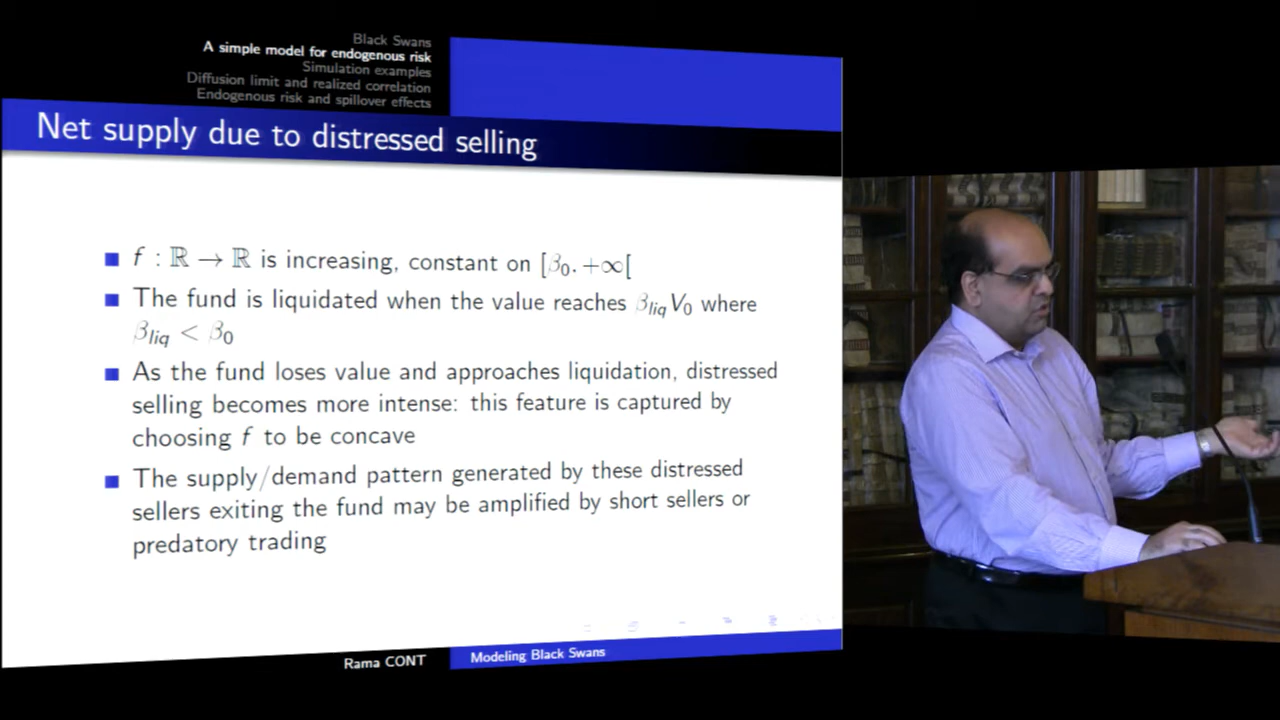 Black Swans
A simple model for endogenous risk
Simulation examples
Diffusion limit and realized correlation
Endogenous risk and spillover effects
Net supply due to distressed selling
f : ℝ → ℝ is increasing, constant on [β₀, +∞[
The fund is liquidated when the value reaches β_liq V₀ where
β_liq < β₀
As the fund loses value and approaches liquidation, distressed
selling becomes more intense: this feature is captured by
choosing f to be concave
The supply/demand pattern generated by these distressed
sellers exiting the fund may be amplified by short sellers or
predatory trading
Rama CONT
Modeling Black Swans